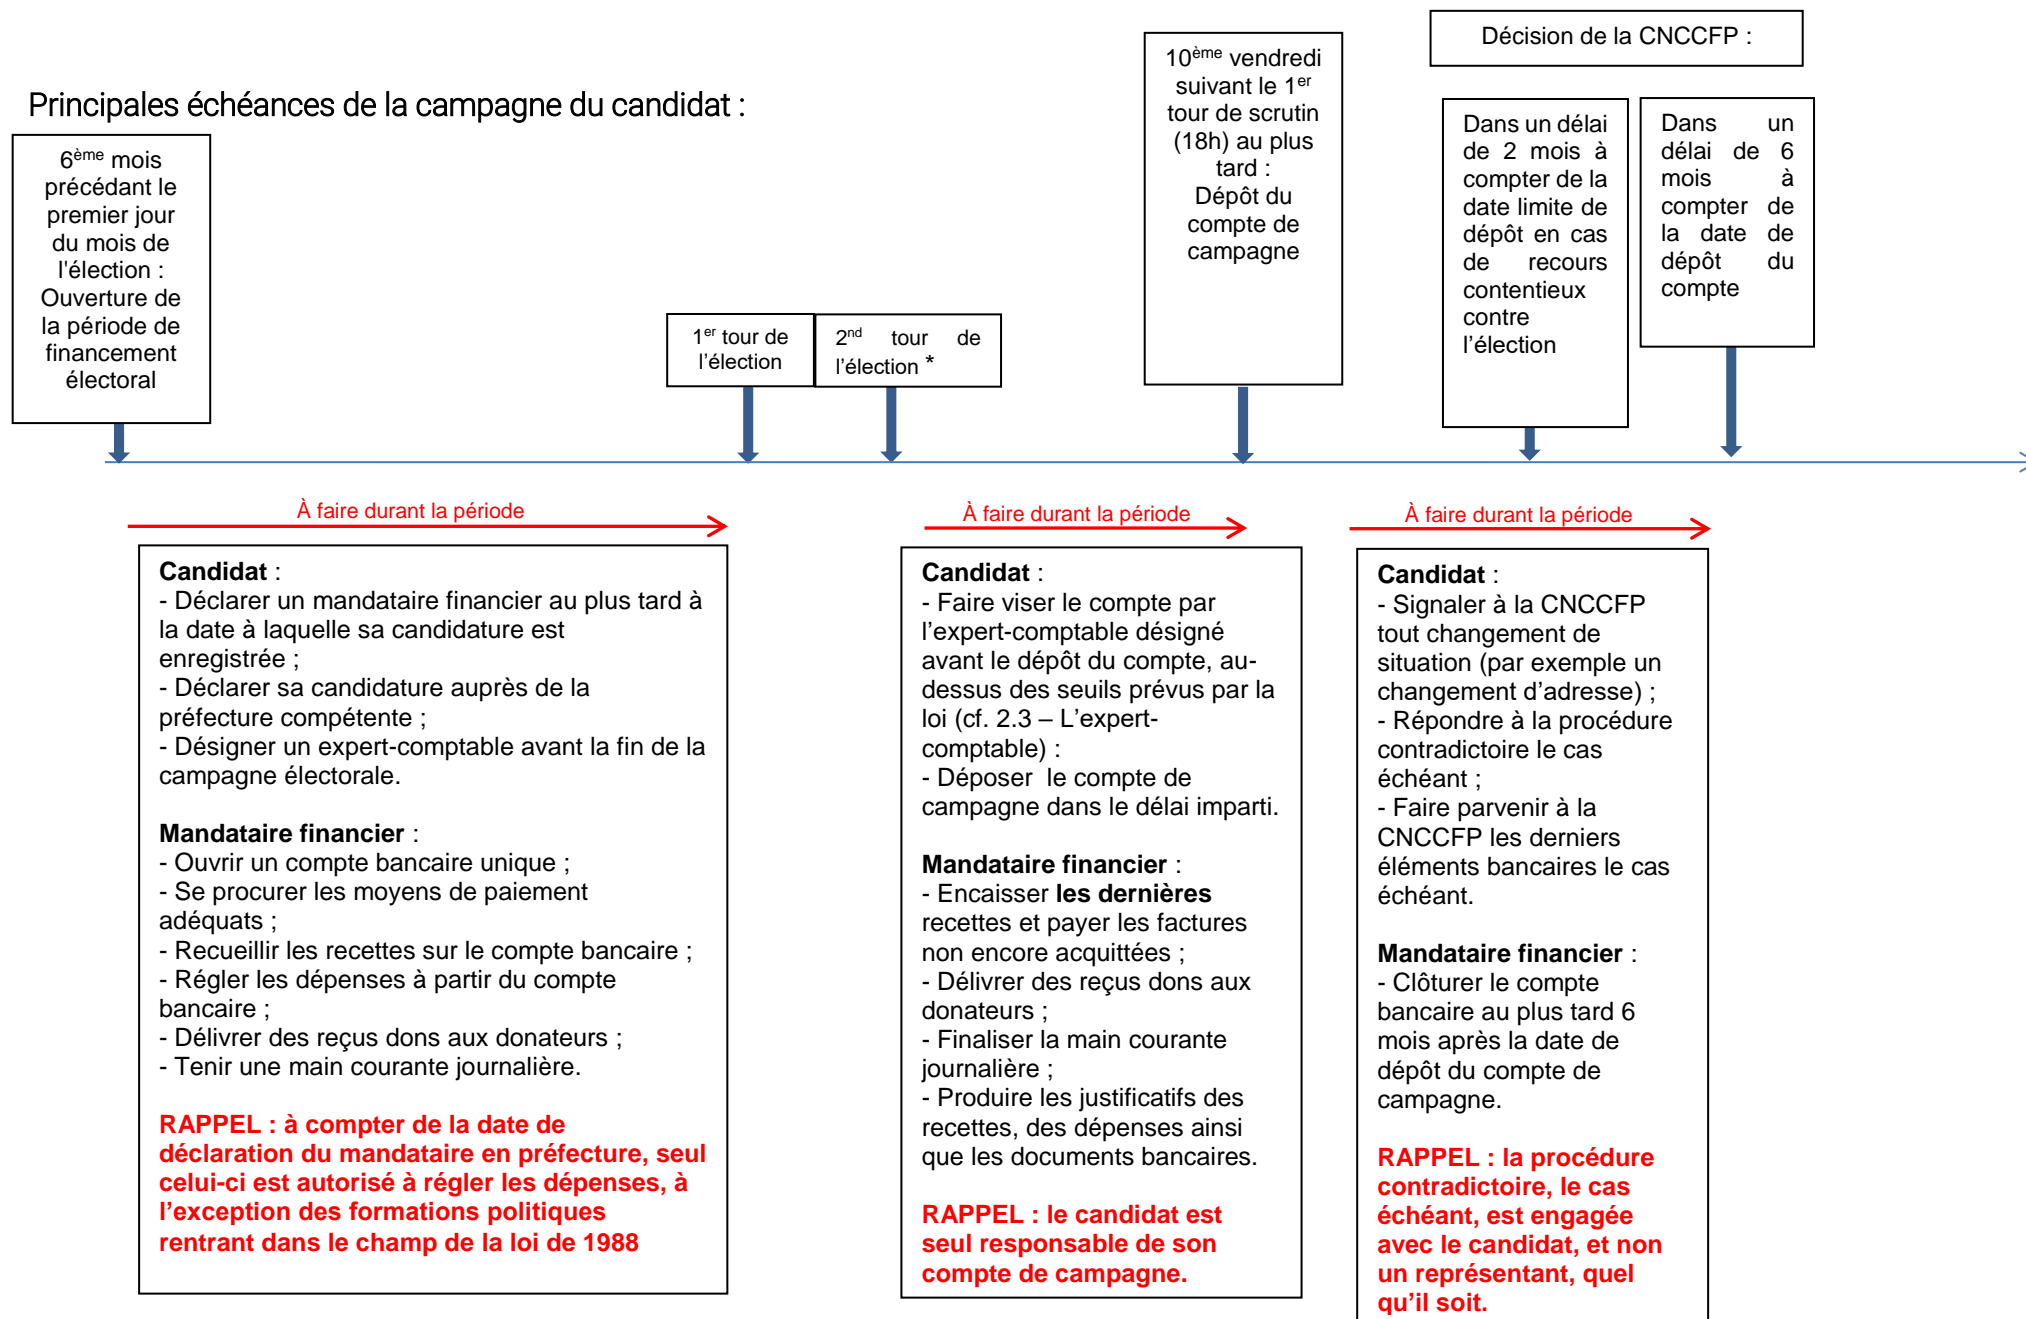 Principales échéances de la campagne du candidat :
6ème mois
précédant le
premier jour
du mois de
l'élection :
Ouverture de
la période de
financement
électoral
1er tour de
l’élection
2nd tour de
l’élection *
10ème vendredi
suivant le 1er
tour de scrutin
(18h) au plus
tard :
Dépôt du
compte de
campagne
Décision de la CNCCFP :
Dans un délai
de 2 mois à
compter de la
date limite de
dépôt en cas
de recours
contentieux
contre
l’élection
Dans un
délai de 6
mois à
compter de
la date de
dépôt du
compte
À faire durant la période
Candidat :
- Déclarer un mandataire financier au plus tard à
la date à laquelle sa candidature est
enregistrée ;
- Déclarer sa candidature auprès de la
préfecture compétente ;
- Désigner un expert-comptable avant la fin de la
campagne électorale.
Mandataire financier :
- Ouvrir un compte bancaire unique ;
- Se procurer les moyens de paiement
adéquats ;
- Recueillir les recettes sur le compte bancaire ;
- Régler les dépenses à partir du compte
bancaire ;
- Délivrer des reçus dons aux donateurs ;
- Tenir une main courante journalière.
RAPPEL : à compter de la date de
déclaration du mandataire en préfecture, seul
celui-ci est autorisé à régler les dépenses, à
l’exception des formations politiques
rentrant dans le champ de la loi de 1988
À faire durant la période
Candidat :
- Faire viser le compte par
l’expert-comptable désigné
avant le dépôt du compte, au-
dessus des seuils prévus par la
loi (cf. 2.3 – L’expert-
comptable) :
- Déposer le compte de
campagne dans le délai imparti.
Mandataire financier :
- Encaisser les dernières
recettes et payer les factures
non encore acquittées ;
- Délivrer des reçus dons aux
donateurs ;
- Finaliser la main courante
journalière ;
- Produire les justificatifs des
recettes, des dépenses ainsi
que les documents bancaires.
RAPPEL : le candidat est
seul responsable de son
compte de campagne.
À faire durant la période
Candidat :
- Signaler à la CNCCFP
tout changement de
situation (par exemple un
changement d’adresse) ;
- Répondre à la procédure
contradictoire le cas
échéant ;
- Faire parvenir à la
CNCCFP les derniers
éléments bancaires le cas
échéant.
Mandataire financier :
- Clôturer le compte
bancaire au plus tard 6
mois après la date de
dépôt du compte de
campagne.
RAPPEL : la procédure
contradictoire, le cas
échéant, est engagée
avec le candidat, et non
un représentant, quel
qu’il soit.